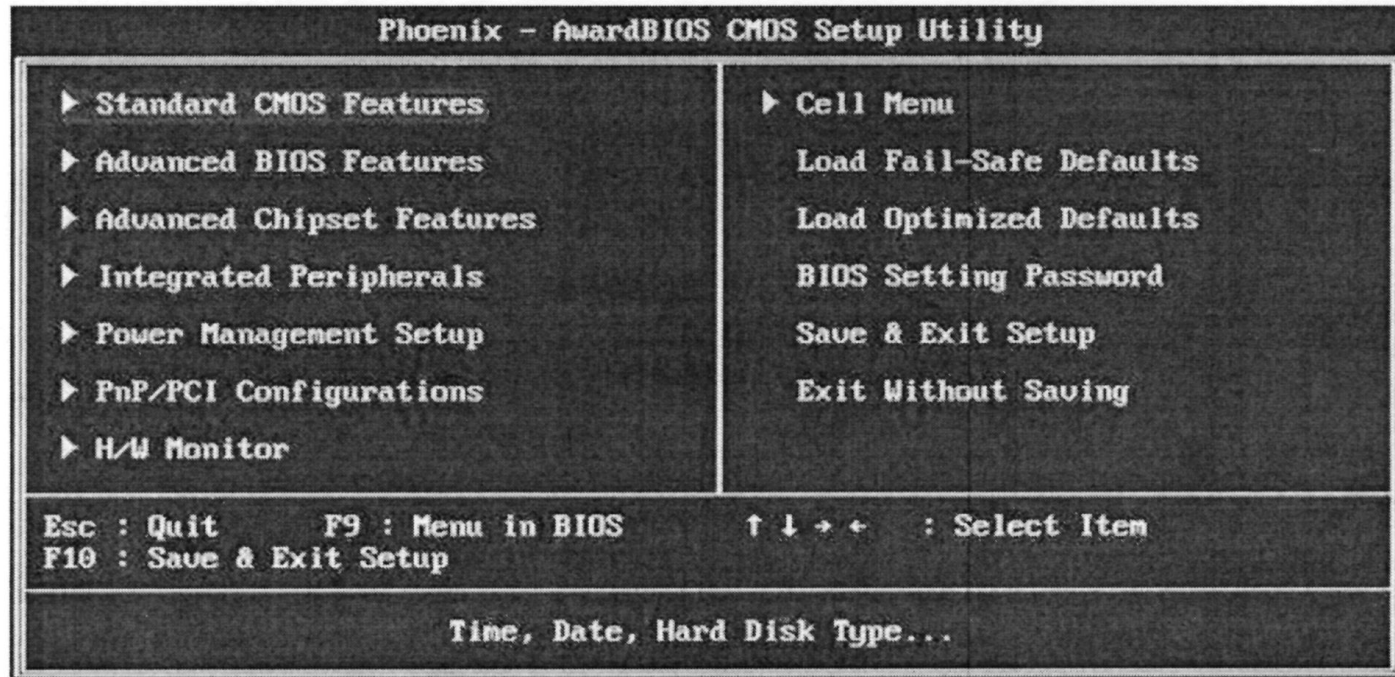 Phoenix - AwardBIOS CMOS Setup Utility
Standard CMOS Features
Advanced BIOS Features
Advanced Chipset Features
Integrated Peripherals
Power Management Setup
PnP/PCI Configurations
H/W Monitor
Cell Menu
Load Fail-Safe Defaults
Load Optimized Defaults
BIOS Setting Password
Save & Exit Setup
Exit Without Saving
Esc : Quit F9 : Menu in BIOS ↑ ↓ → ← : Select Item
F10 : Save & Exit Setup
Time, Date, Hard Disk Type...